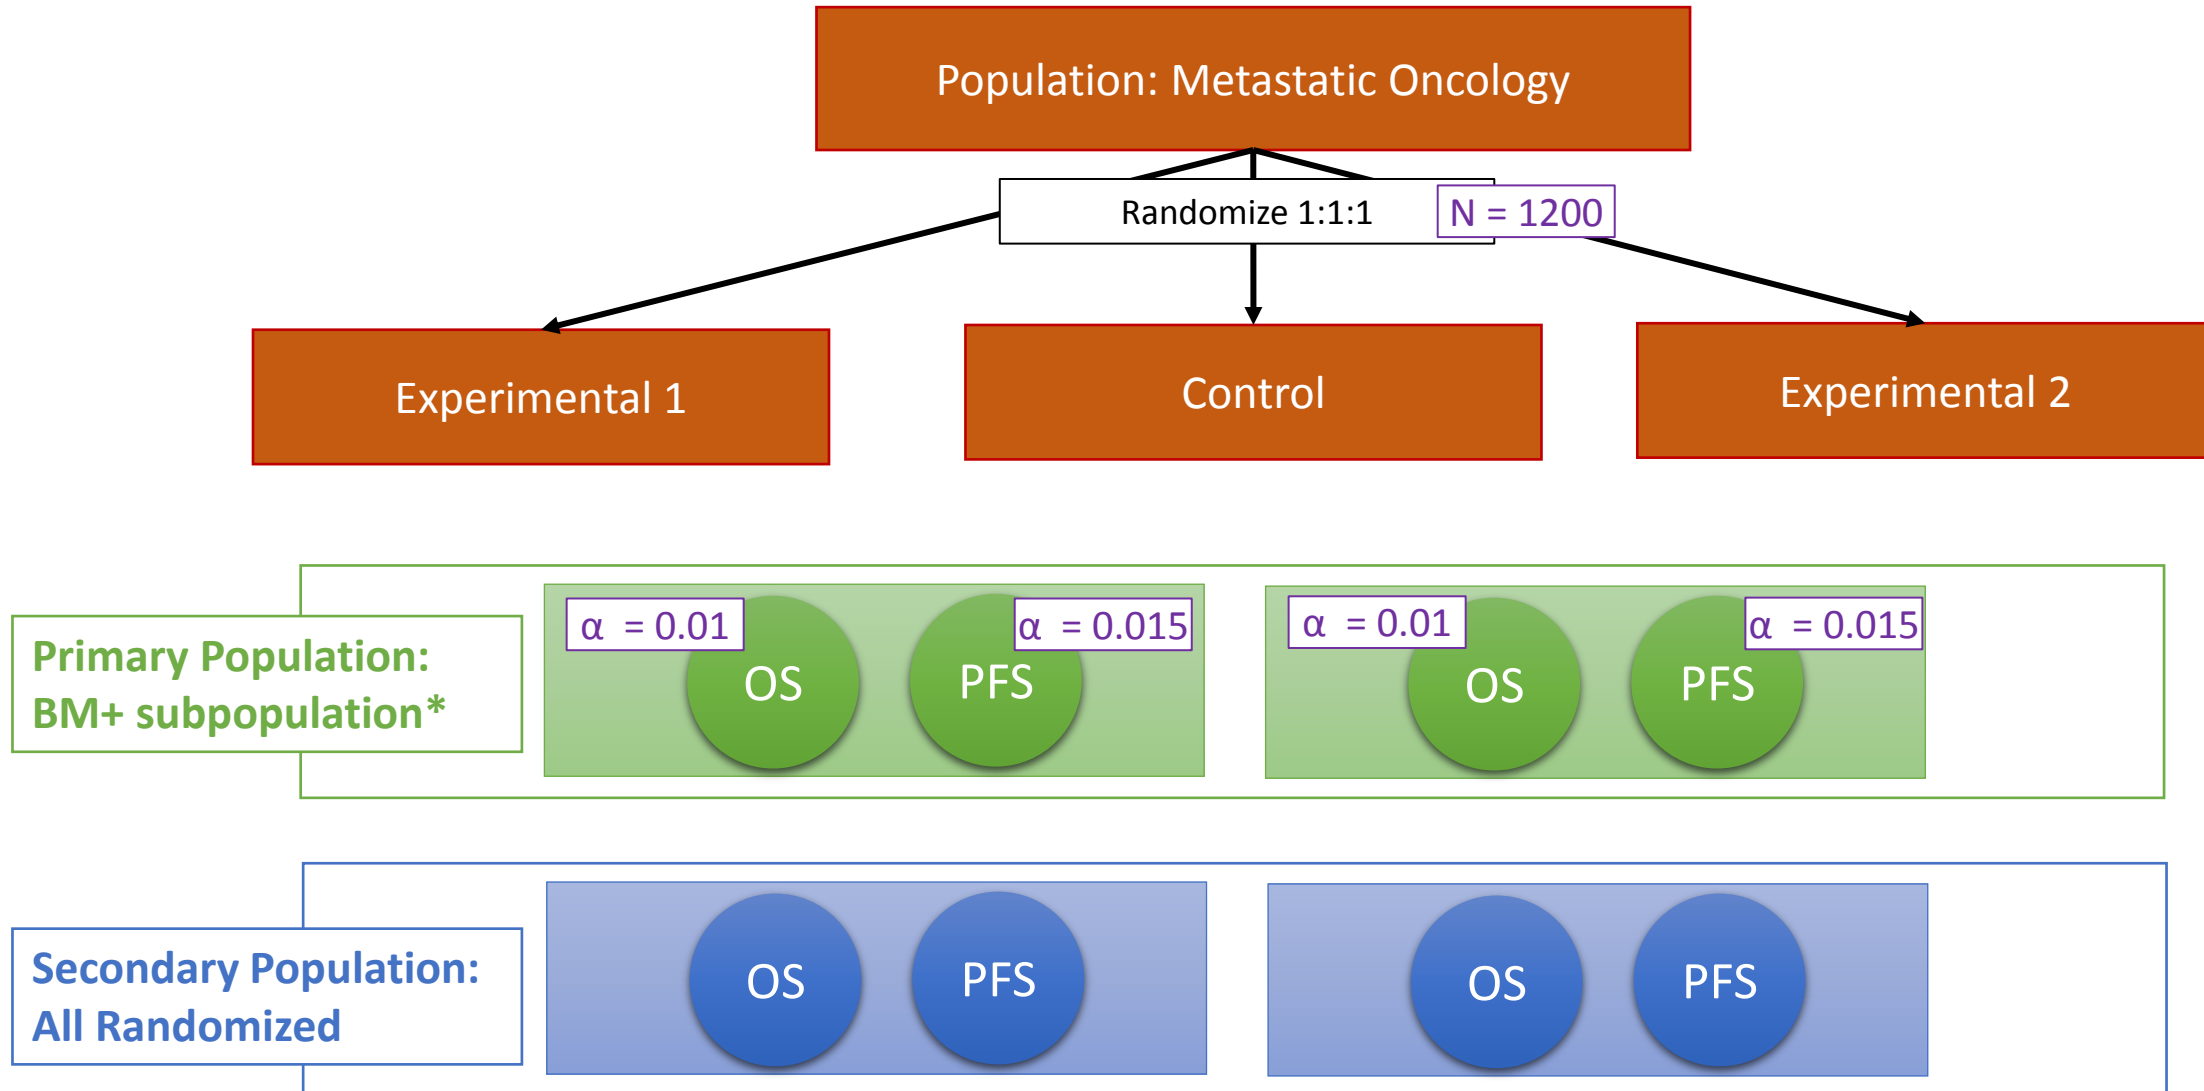 Population: Metastatic Oncology
Randomize 1:1:1
N = 1200
Experimental 1
Control
Experimental 2
Primary Population:
BM+ subpopulation*
α = 0.01
OS
α = 0.015
PFS
α = 0.01
OS
α = 0.015
PFS
Secondary Population:
All Randomized
OS
PFS
OS
PFS